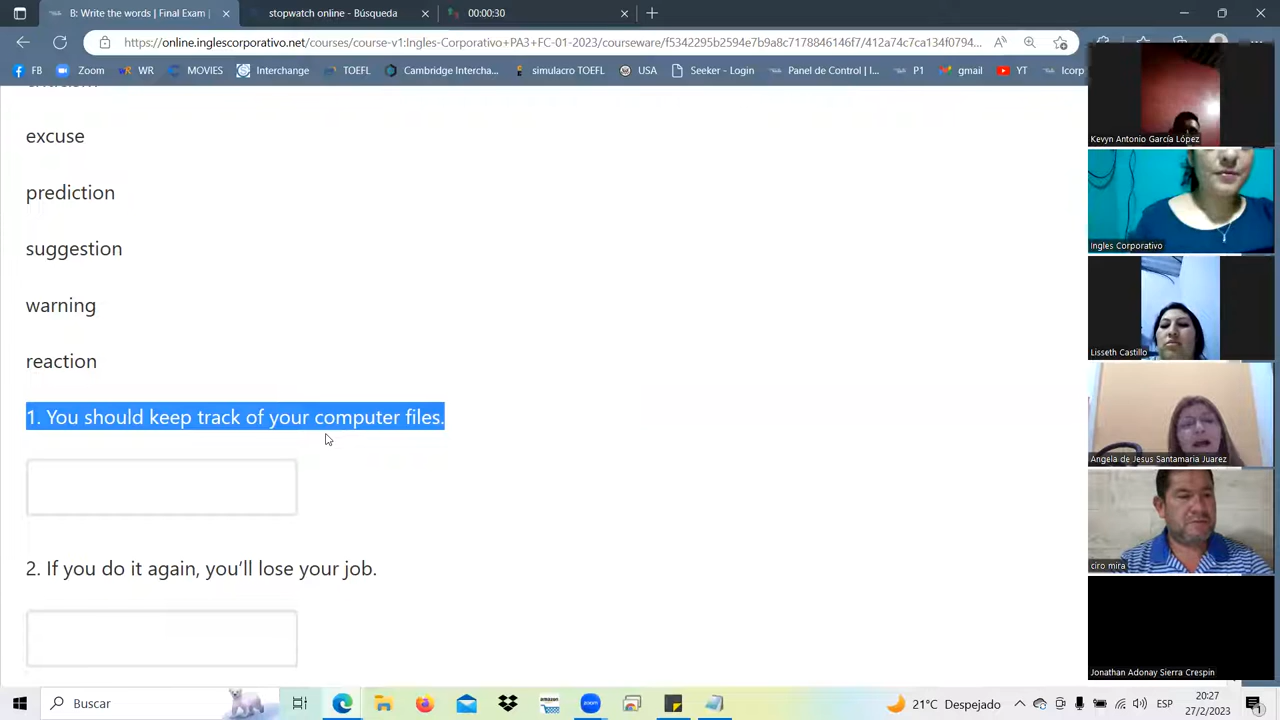 B: Write the words | Final Exam
stopwatch online - Búsqueda
00:00:30
https://online.inglescorporativo.net/courses/course-v1:Ingles-Corporativo+PA3+FC-01-2023/courseware/f5342295b2594e7b9a8c7178846146f7/412a74c7ca134f0794...
FB
Zoom
WR
MOVIES
Interchange
TOEFL
Cambridge Intercha...
simulacro TOEFL
USA
Seeker - Login
Panel de Control | I...
P1
gmail
YT
Icorp
excuse
prediction
suggestion
warning
reaction
1. You should keep track of your computer files.
2. If you do it again, you'll lose your job.
Kevyn Antonio García López
Ingles Corporativo
Lisseth Castillo
Angela de Jesus Santamaria Juarez
ciro mira
Jonathan Adonay Sierra Crespin
Buscar
21°C Despejado
ESP
20:27
27/2/2023